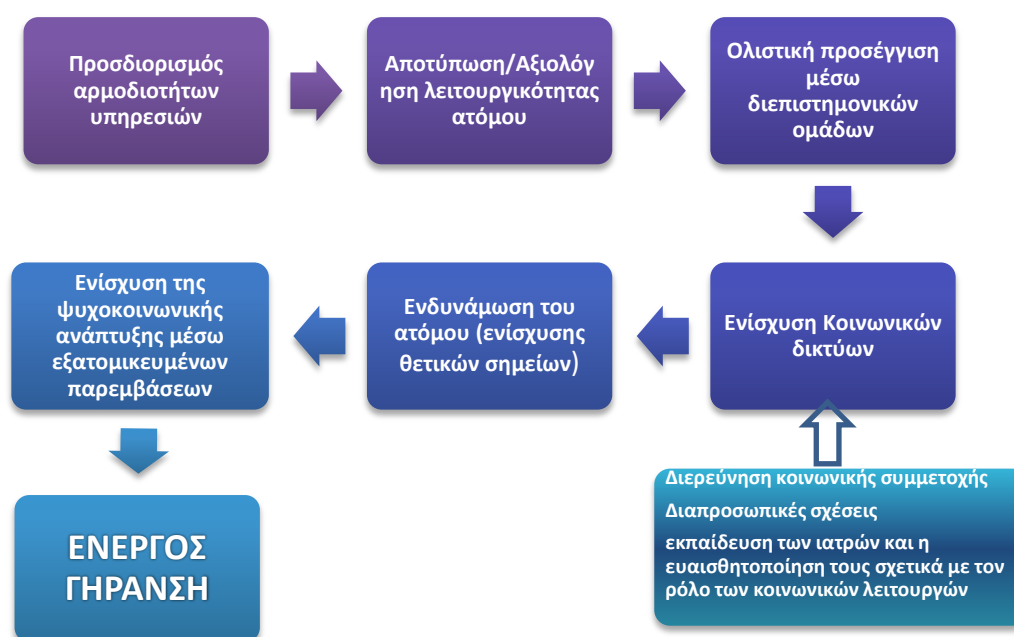 Προσδιορισμός
αρμοδιοτήτων
υπηρεσιών
Αποτύπωση/Αξιολόγ
ηση λειτουργικότητας
ατόμου
Ολιστική προσέγγιση
μέσω
διεπιστημονικών
ομάδων
Ενίσχυση Κοινωνικών
δικτύων
Ενδυνάμωση του
ατόμου (ενίσχυσης
θετικών σημείων)
Ενίσχυση της
ψυχοκοινωνικής
ανάπτυξης μέσω
εξατομικευμένων
παρεμβάσεων
Διερεύνηση κοινωνικής συμμετοχής
Διαπροσωπικές σχέσεις
εκπαίδευση των ιατρών και η
ευαισθητοποίηση τους σχετικά με τον
ρόλο των κοινωνικών λειτουργών
ΕΝΕΡΓΟΣ
ΓΗΡΑΝΣΗ